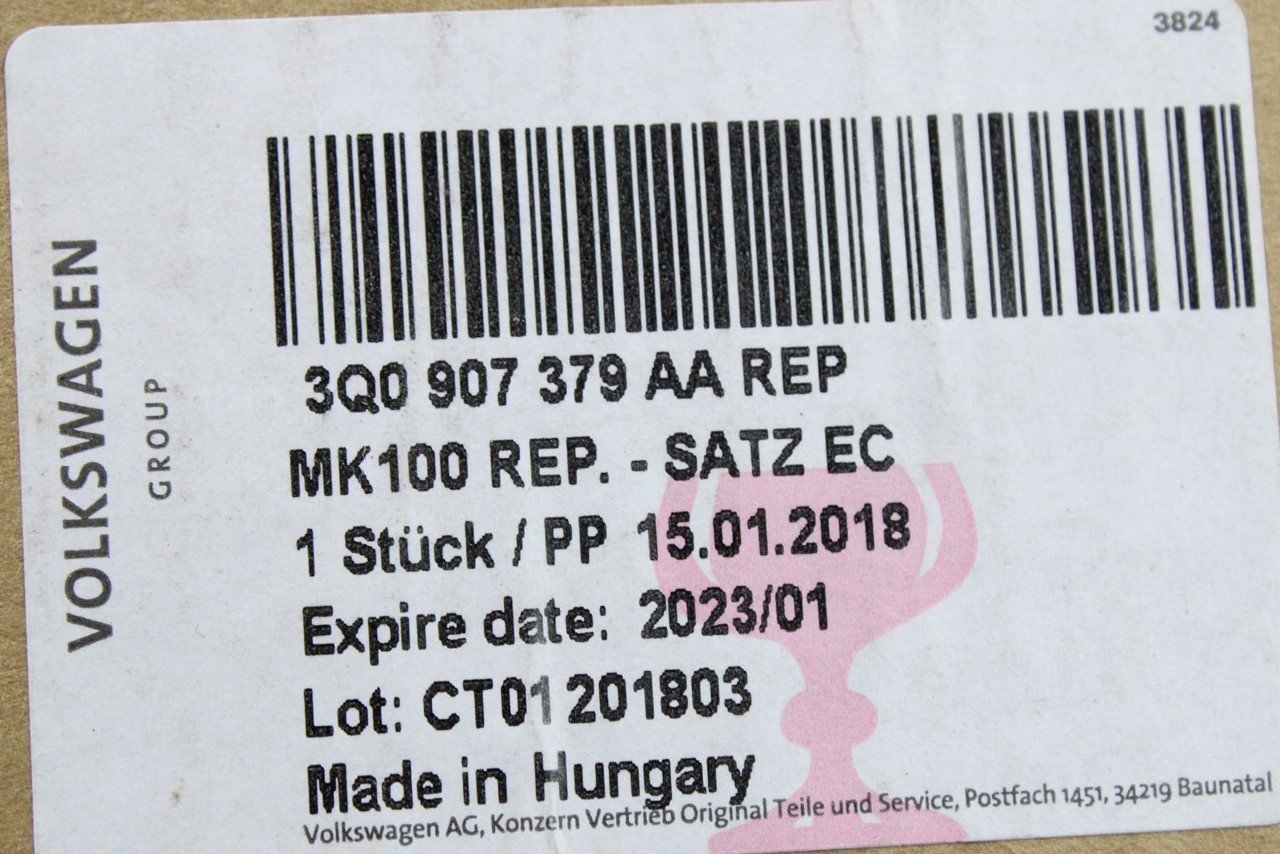 3824
VOLKSWAGEN
GROUP
3Q0 907 379 AA REP
MK100 REP. - SATZ EC
1 Stück / PP 15.01.2018
Expire date: 2023/01
Lot: CT01 201803
Made in Hungary
Volkswagen AG, Konzern Vertrieb Original Teile und Service, Postfach 1451, 34219 Baunatal